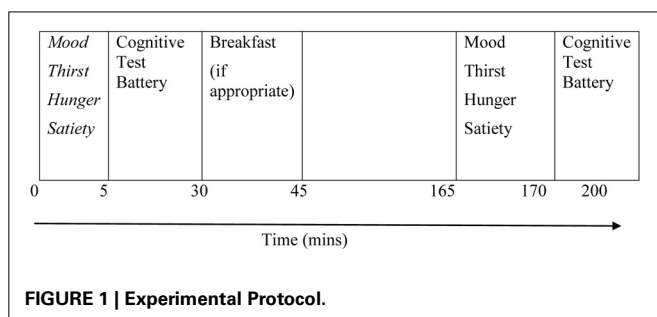 Mood
Thirst
Hunger
Satiety
Cognitive
Test
Battery
Breakfast
(if
appropriate)
Mood
Thirst
Hunger
Satiety
Cognitive
Test
Battery
0 5 30 45 165 170 200
Time (mins)
FIGURE 1 | Experimental Protocol.